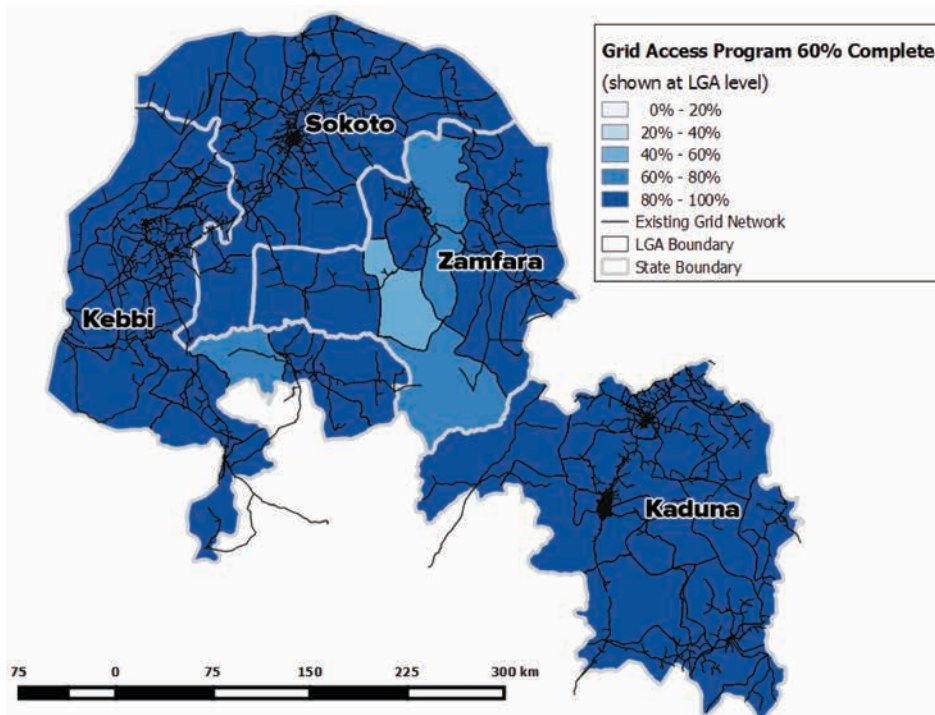 Grid Access Program 60% Complete
(shown at LGA level)
0% - 20%
20% - 40%
40% - 60%
60% - 80%
80% - 100%
Existing Grid Network
LGA Boundary
State Boundary
Sokoto
Zamfara
Kebbi
Kaduna
75 0 75 150 225 300 km